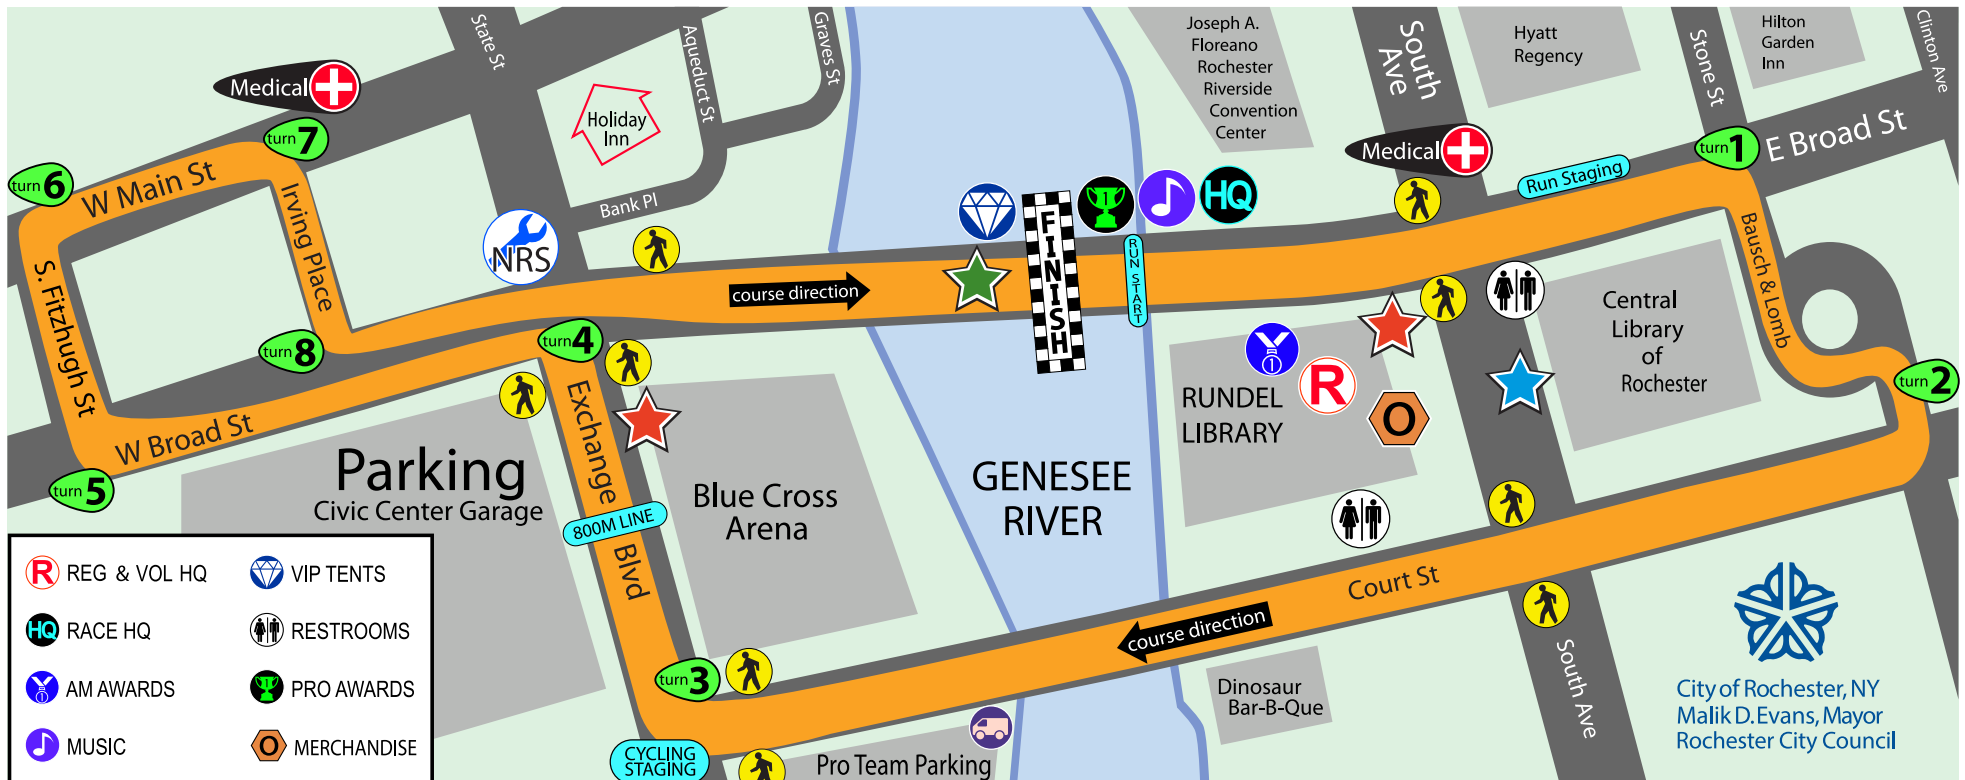 State St
Aqueduct St
Graves St
Joseph A.
Floreano
Rochester
Riverside
Convention
Center
South
Ave
Hyatt
Regency
Stone St
Hilton
Garden
Inn
Clinton Ave
Medical
Holiday
Inn
turn 7
turn 6
W Main St
Irving Place
Bank Pl
NRS
HQ
FINISH
RUN START
Medical
Run Staging
turn 1
E Broad St
Bausch & Lomb
S. Fitzhugh St
turn 8
course direction
turn 4
1
R
O
RUNDEL
LIBRARY
Central
Library
of
Rochester
turn 2
W Broad St
turn 5
Parking
Civic Center Garage
Exchange
Blvd
800M LINE
Blue Cross
Arena
GENESEE
RIVER
Court St
course direction
turn 3
CYCLING
STAGING
Pro Team Parking
Dinosaur
Bar-B-Que
South Ave
City of Rochester, NY
Malik D. Evans, Mayor
Rochester City Council
R REG & VOL HQ
VIP TENTS
HQ RACE HQ
RESTROOMS
1 AM AWARDS
1 PRO AWARDS
MUSIC
O MERCHANDISE